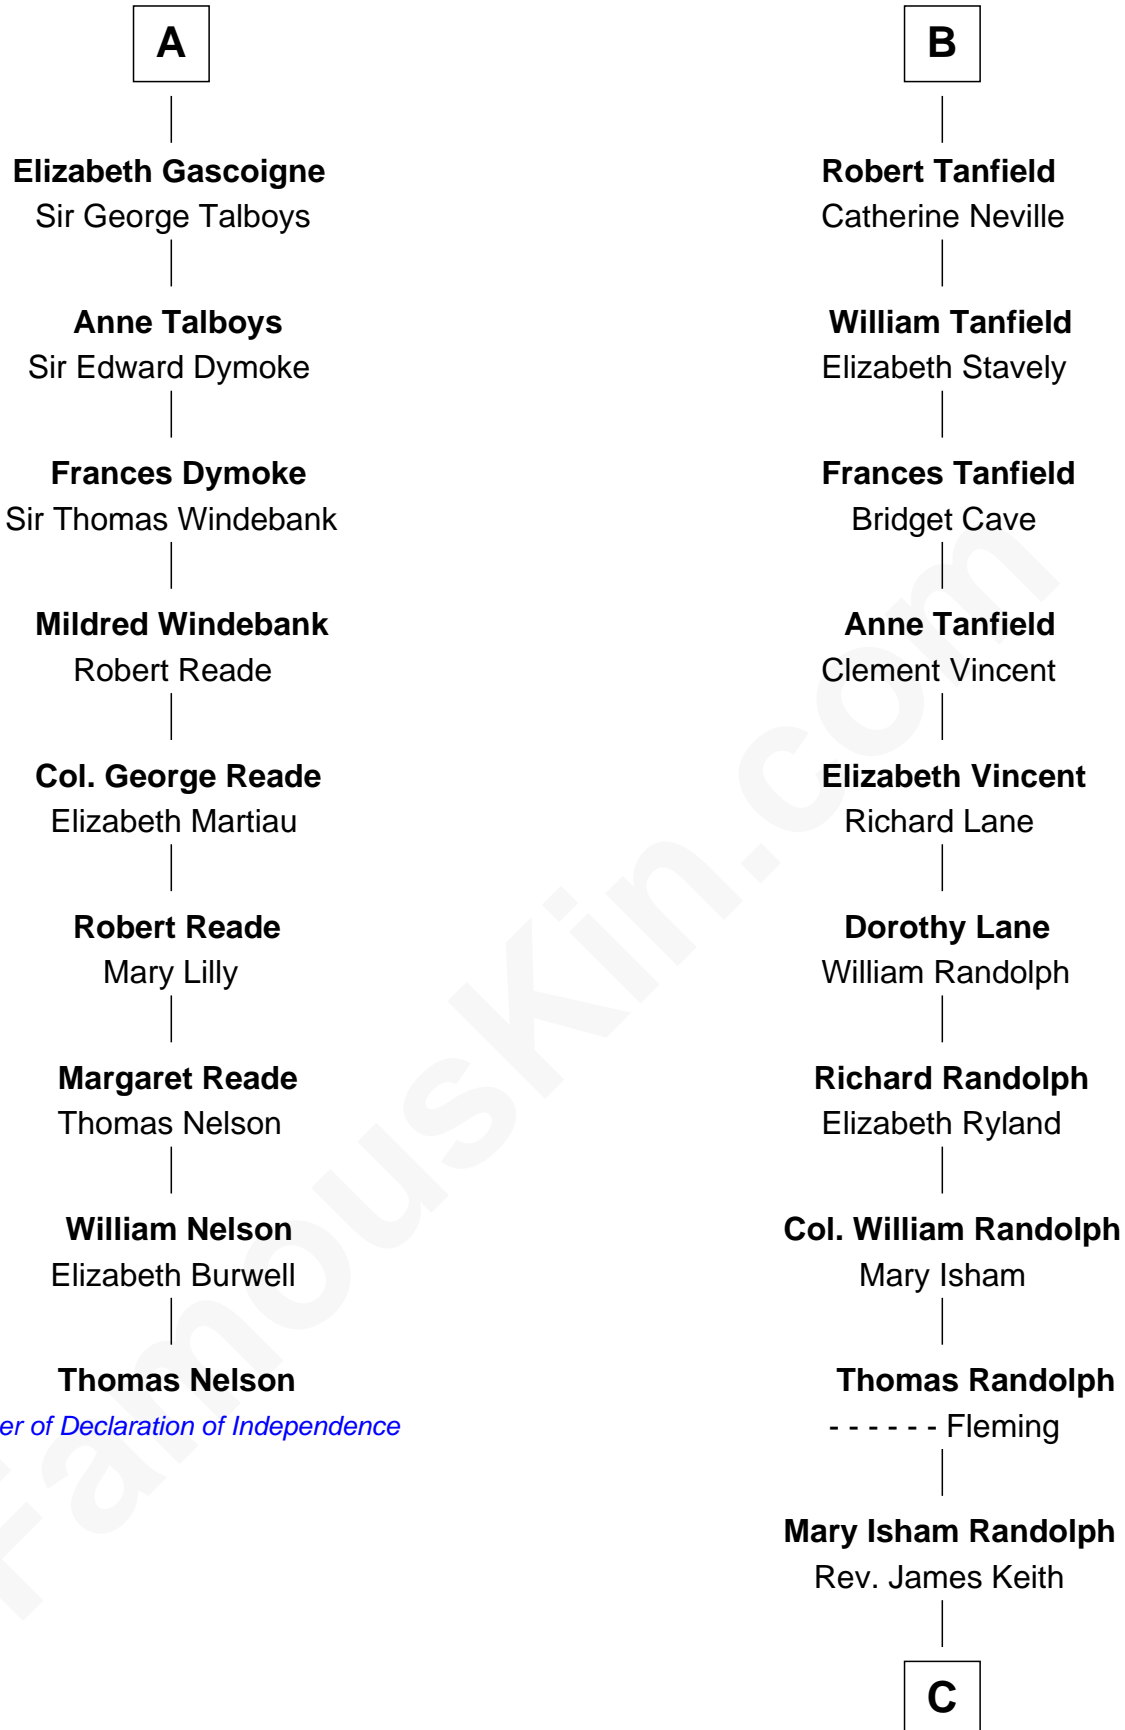 A
Elizabeth Gascoigne
Sir George Talboys
Anne Talboys
Sir Edward Dymoke
Frances Dymoke
Sir Thomas Windebank
Mildred Windebank
Robert Reade
Col. George Reade
Elizabeth Martiau
Robert Reade
Mary Lilly
Margaret Reade
Thomas Nelson
William Nelson
Elizabeth Burwell
Thomas Nelson
er of Declaration of Independence
B
Robert Tanfield
Catherine Neville
William Tanfield
Elizabeth Stavely
Frances Tanfield
Bridget Cave
Anne Tanfield
Clement Vincent
Elizabeth Vincent
Richard Lane
Dorothy Lane
William Randolph
Richard Randolph
Elizabeth Ryland
Col. William Randolph
Mary Isham
Thomas Randolph
- - - - - - Fleming
Mary Isham Randolph
Rev. James Keith
C
FamousKin.com